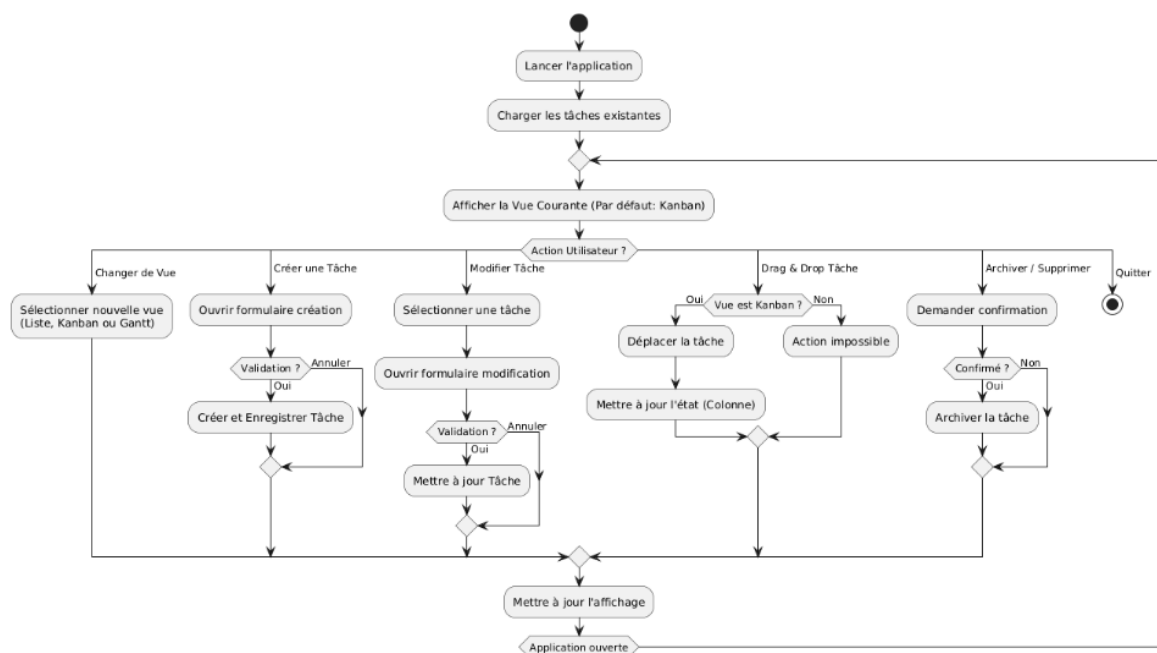 Lancer l'application
Charger les tâches existantes
Afficher la Vue Courante (Par défaut: Kanban)
Action Utilisateur ?
Changer de Vue
Sélectionner nouvelle vue
(Liste, Kanban ou Gantt)
Créer une Tâche
Ouvrir formulaire création
Validation ?
Annuler
Oui
Créer et Enregistrer Tâche
Modifier Tâche
Sélectionner une tâche
Ouvrir formulaire modification
Validation ?
Annuler
Oui
Mettre à jour Tâche
Drag & Drop Tâche
Vue est Kanban ?
Oui
Non
Déplacer la tâche
Mettre à jour l'état (Colonne)
Action impossible
Archiver / Supprimer
Demander confirmation
Confirmé ?
Non
Oui
Archiver la tâche
Quitter
Mettre à jour l'affichage
Application ouverte